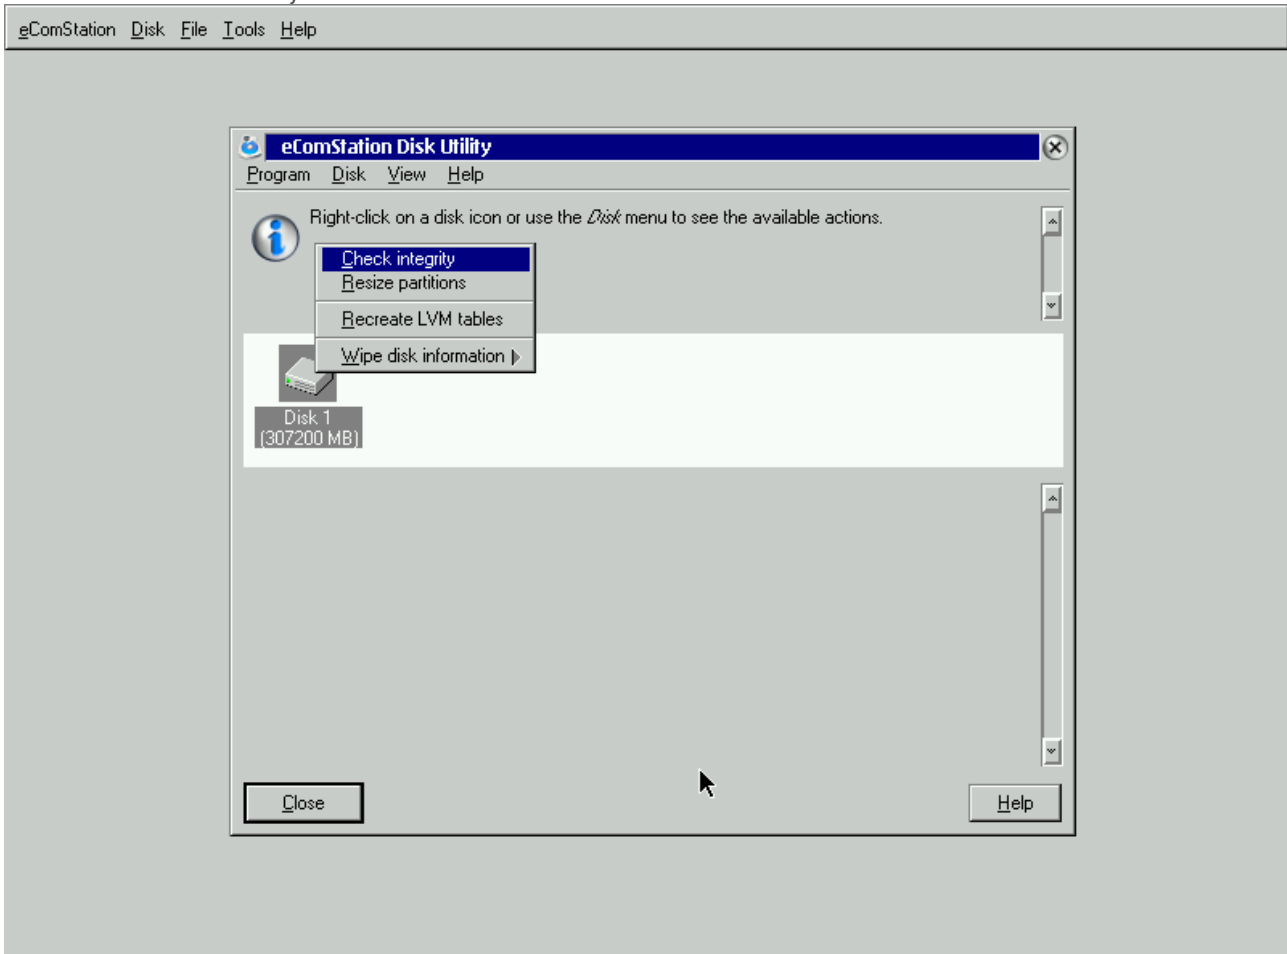 eComStation Disk File Tools Help
eComStation Disk Utility
Program Disk View Help
Right-click on a disk icon or use the Disk menu to see the available actions.
Check integrity
Resize partitions
Recreate LVM tables
Wipe disk information
Disk 1
(307200 MB)
Close
Help